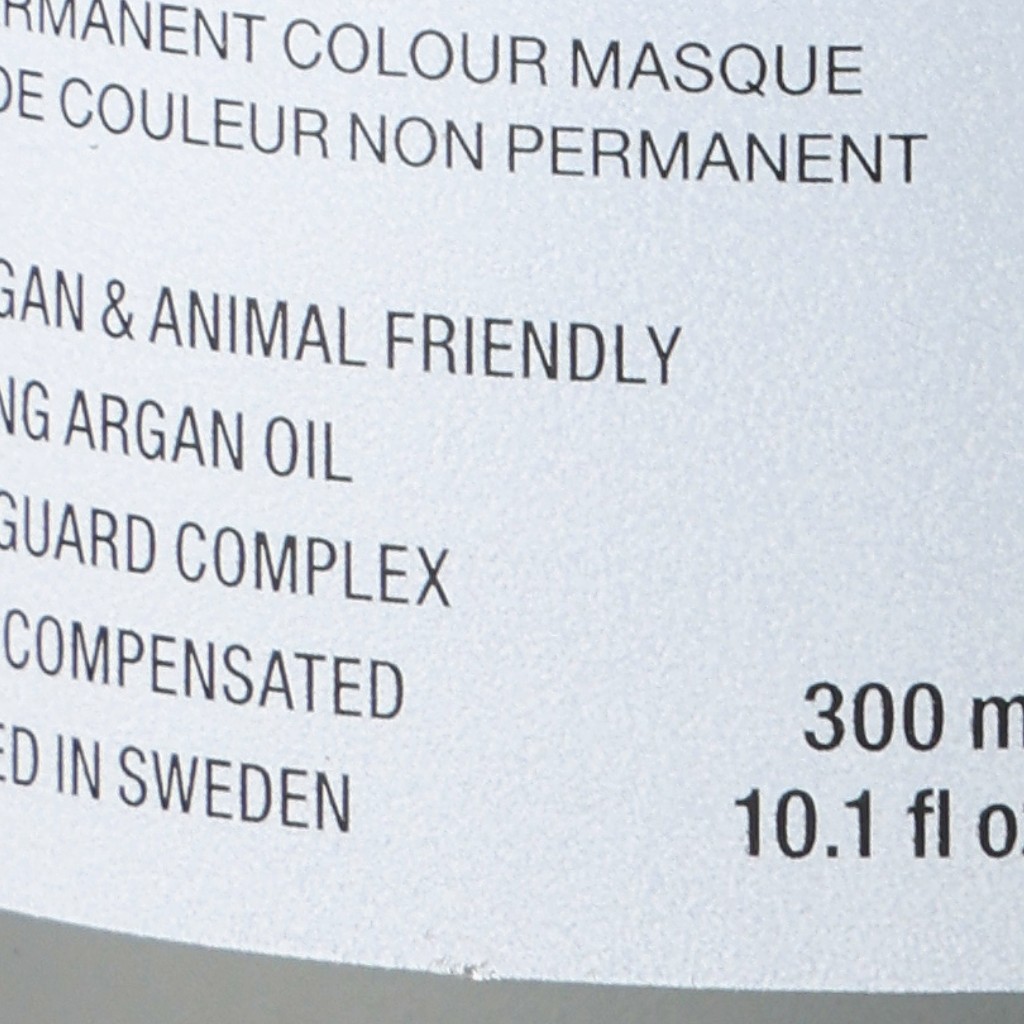 RMANENT COLOUR MASQUE
DE COULEUR NON PERMANENT
GAN & ANIMAL FRIENDLY
NG ARGAN OIL
GUARD COMPLEX
COMPENSATED
ED IN SWEDEN
300 m
10.1 fl oz